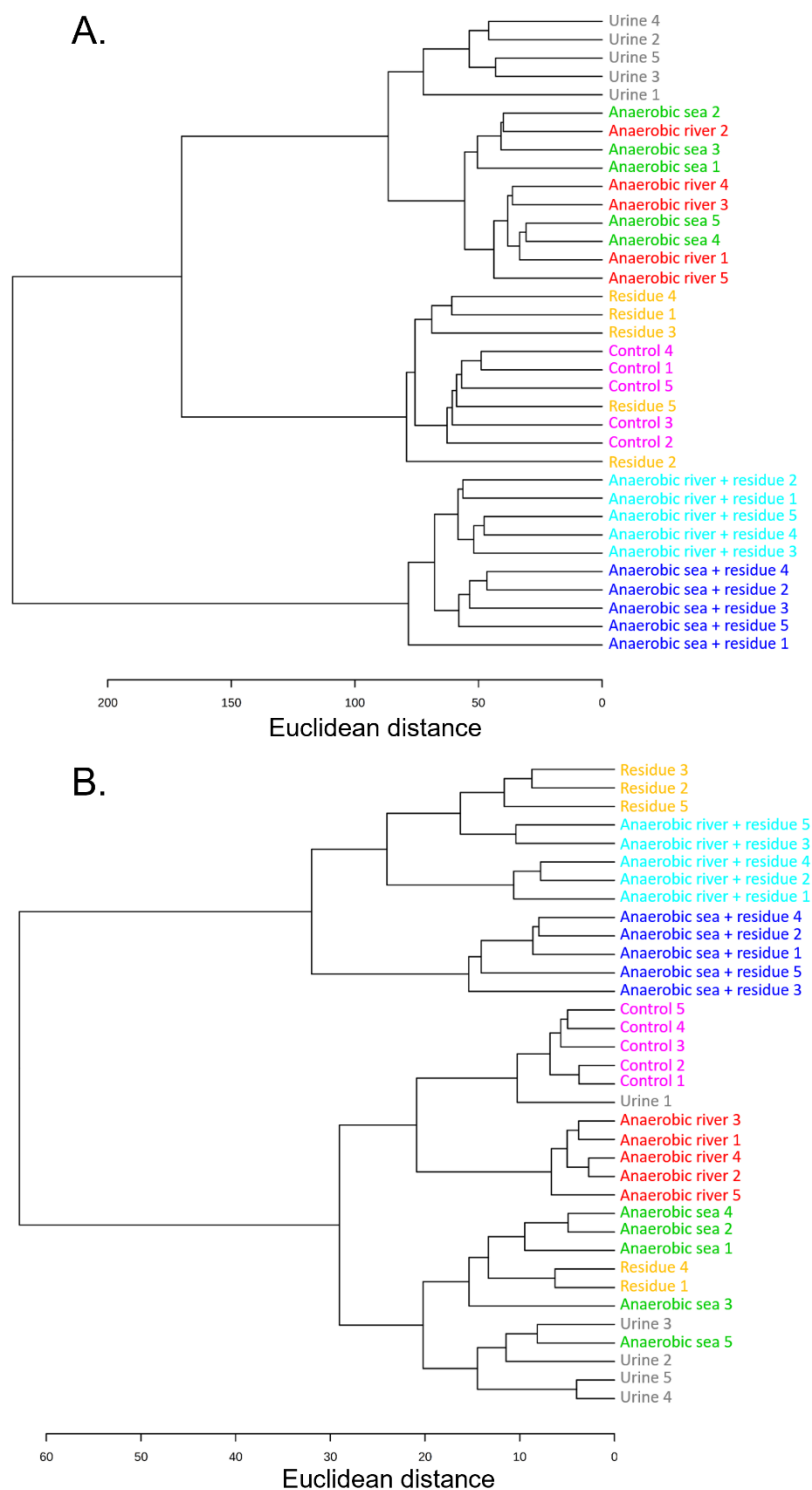 A.
Urine 4
Urine 2
Urine 5
Urine 3
Urine 1
Anaerobic sea 2
Anaerobic river 2
Anaerobic sea 3
Anaerobic sea 1
Anaerobic river 4
Anaerobic river 3
Anaerobic sea 5
Anaerobic sea 4
Anaerobic river 1
Anaerobic river 5
Residue 4
Residue 1
Residue 3
Control 4
Control 1
Control 5
Residue 5
Control 3
Control 2
Residue 2
Anaerobic river + residue 2
Anaerobic river + residue 1
Anaerobic river + residue 5
Anaerobic river + residue 4
Anaerobic river + residue 3
Anaerobic sea + residue 4
Anaerobic sea + residue 2
Anaerobic sea + residue 3
Anaerobic sea + residue 5
Anaerobic sea + residue 1
200 150 100 50 0
Euclidean distance
B.
Residue 3
Residue 2
Residue 5
Anaerobic river + residue 5
Anaerobic river + residue 3
Anaerobic river + residue 4
Anaerobic river + residue 2
Anaerobic river + residue 1
Anaerobic sea + residue 4
Anaerobic sea + residue 2
Anaerobic sea + residue 1
Anaerobic sea + residue 5
Anaerobic sea + residue 3
Control 5
Control 4
Control 3
Control 2
Control 1
Urine 1
Anaerobic river 3
Anaerobic river 1
Anaerobic river 4
Anaerobic river 2
Anaerobic river 5
Anaerobic sea 4
Anaerobic sea 2
Anaerobic sea 1
Residue 4
Residue 1
Anaerobic sea 3
Urine 3
Anaerobic sea 5
Urine 2
Urine 5
Urine 4
60 50 40 30 20 10 0
Euclidean distance